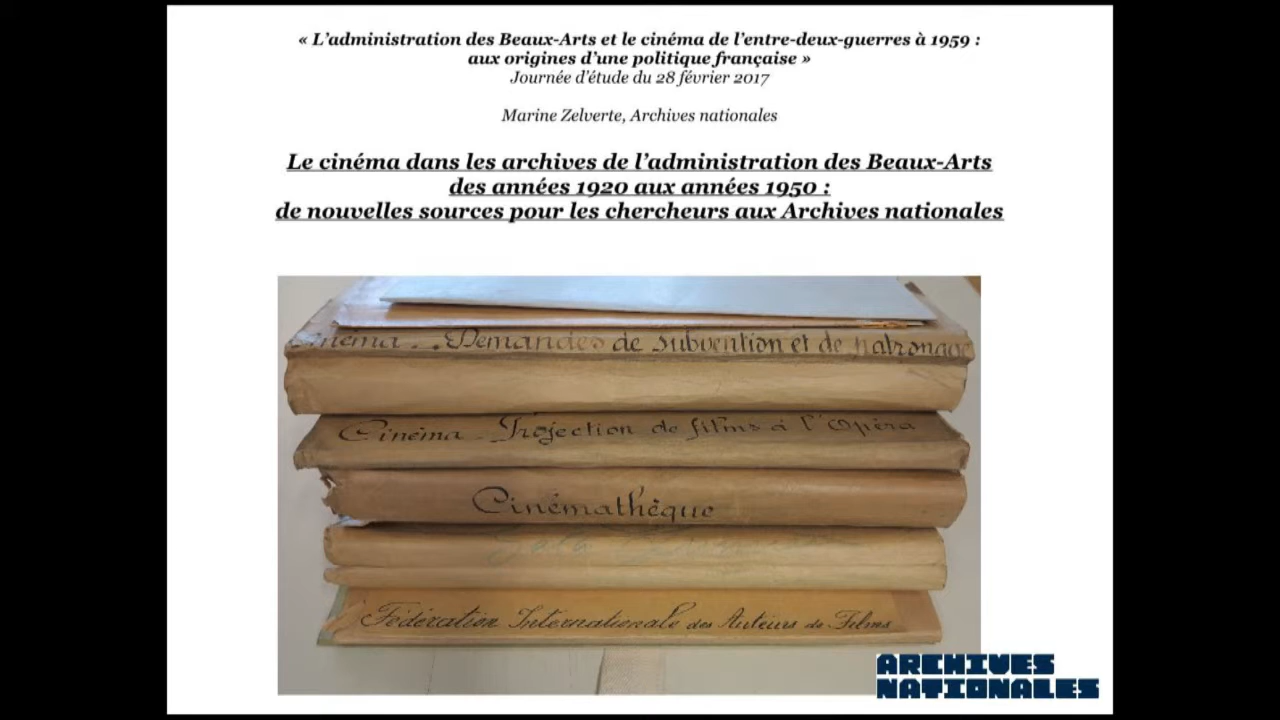 « L’administration des Beaux-Arts et le cinéma de l’entre-deux-guerres à 1959 :
aux origines d’une politique française »
Journée d’étude du 28 février 2017
Marine Zelverte, Archives nationales
Le cinéma dans les archives de l’administration des Beaux-Arts
des années 1920 aux années 1950 :
de nouvelles sources pour les chercheurs aux Archives nationales
Demandes de subvention et de patronage
Cinéma - Projection de films à l'Opéra
Cinémathèque
Fédération Internationale des Auteurs de Films
ARCHIVES
NATIONALES